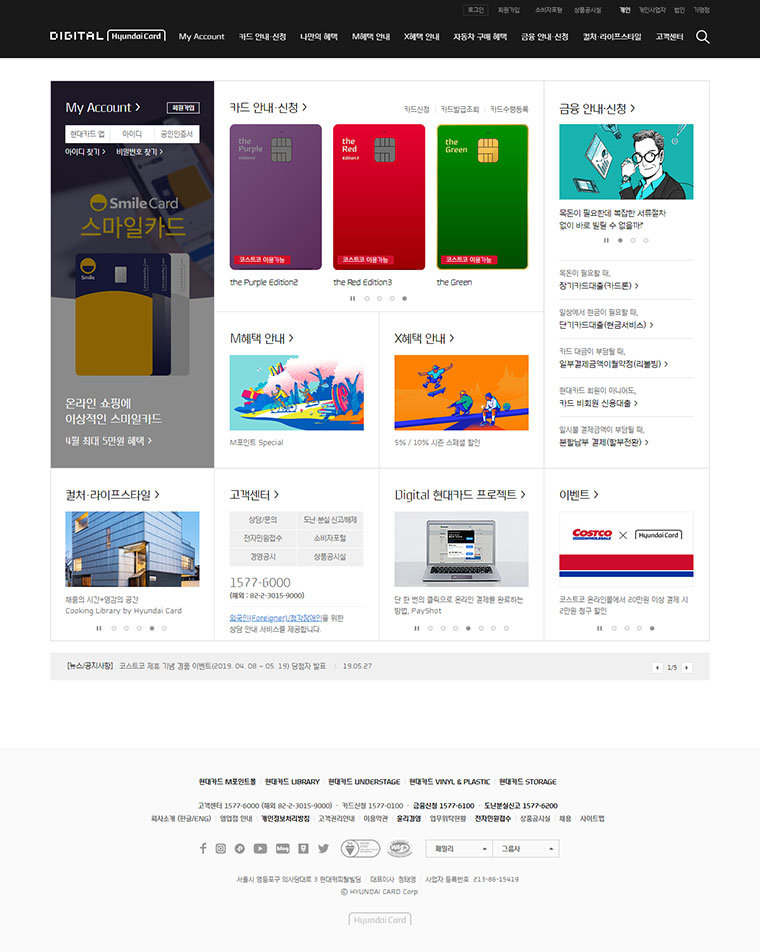 로그인 회원가입 소비자포털 상품공시실 개인 개인사업자 법인 가맹점
DIGITAL HyundaiCard My Account 카드 안내·신청 나만의 혜택 M혜택 안내 X혜택 안내 자동차 구매 혜택 금융 안내·신청 컬처·라이프스타일 고객센터
My Account 회원가입
현대카드 앱 아이디 공인인증서
아이디 찾기 비밀번호 찾기
Smile Card
스마일카드
Smile
온라인 쇼핑에
이상적인 스마일카드
4월 최대 5만원 혜택
카드 안내·신청 카드신청 카드발급조회 카드수령등록
the Purple Edition2
the Red Edition3
the Green
코스트코 이용가능 코스트코 이용가능 코스트코 이용가능
the Purple Edition2 the Red Edition3 the Green
금융 안내·신청
목돈이 필요한데 복잡한 서류절차
없이 바로 빌릴 수 없을까?
목돈이 필요할 때,
장기카드대출(카드론)
일상에서 현금이 필요할 때,
단기카드대출(현금서비스)
카드 대금이 부담될 때,
일부결제금액이월약정(리볼빙)
현대카드 회원이 아니어도,
카드 비회원 신용대출
일시불 결제금액이 부담될 때,
분할납부 결제(할부전환)
M혜택 안내
M포인트 Special
X혜택 안내
5% / 10% 시즌 스페셜 할인
컬처·라이프스타일
채움의 시간+영감의 공간
Cooking Library by Hyundai Card
고객센터
상담/문의 도난·분실 신고/해제
전자민원접수 소비자포털
경영공시 상품공시실
1577-6000
(해외 : 82-2-3015-9000)
외국인(Foreigner)/청각장애인을 위한
상담 안내 서비스를 제공합니다.
Digital 현대카드 프로젝트
단 한 번의 클릭으로 온라인 결제를 완료하는
방법, PayShot
이벤트
COSTCO WHOLESALE × HyundaiCard
코스트코 온라인몰에서 20만원 이상 결제 시
2만원 청구 할인
[뉴스/공지사항] 코스트코 제휴 기념 경품 이벤트(2019. 04. 08 ~ 05. 19) 당첨자 발표 19.05.27 1/5
현대카드 M포인트몰 현대카드 LIBRARY 현대카드 UNDERSTAGE 현대카드 VINYL & PLASTIC 현대카드 STORAGE
고객센터 1577-6000 (해외 82-2-3015-9000) · 카드신청 1577-0100 · 금융신청 1577-6100 · 도난분실신고 1577-6200
회사소개 (한글/ENG) 영업점 안내 개인정보처리방침 고객권리안내 이용약관 윤리경영 업무위탁현황 전자민원접수 상품공시실 채용 사이트맵
blog 패밀리 그룹사
서울시 영등포구 의사당대로 3 현대캐피탈빌딩 대표이사 정태영 사업자 등록번호 213-86-15419
© HYUNDAI CARD Corp.
HyundaiCard